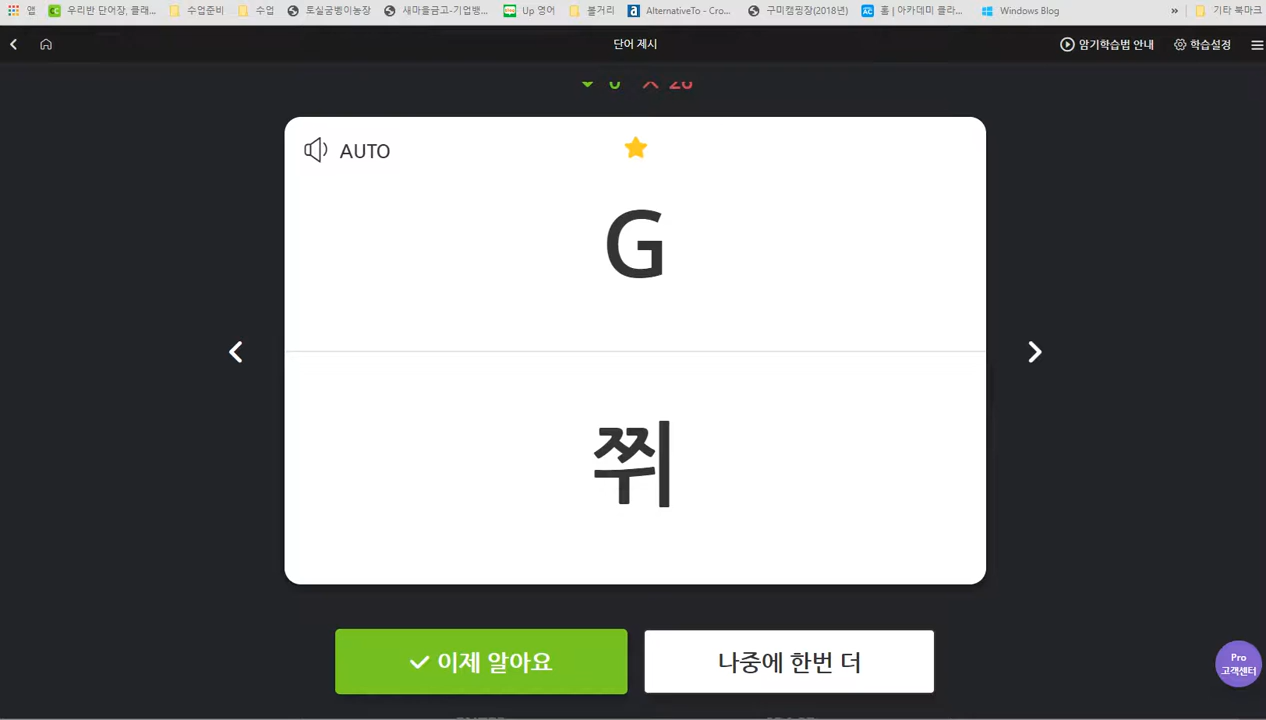 앱 우리반 단어장, 클래... 수업준비 수업 토실굼벵이농장 새마을금고-기업뱅... Up 영어 볼거리 a AlternativeTo - Cro... 구미캠핑장(2018년) AC 홈 | 아카데미 클라... Windows Blog » 기타 북마크
단어 제시 암기학습법 안내 학습설정
AUTO
G
쮜
이제 알아요 나중에 한번 더
Pro
고객센터